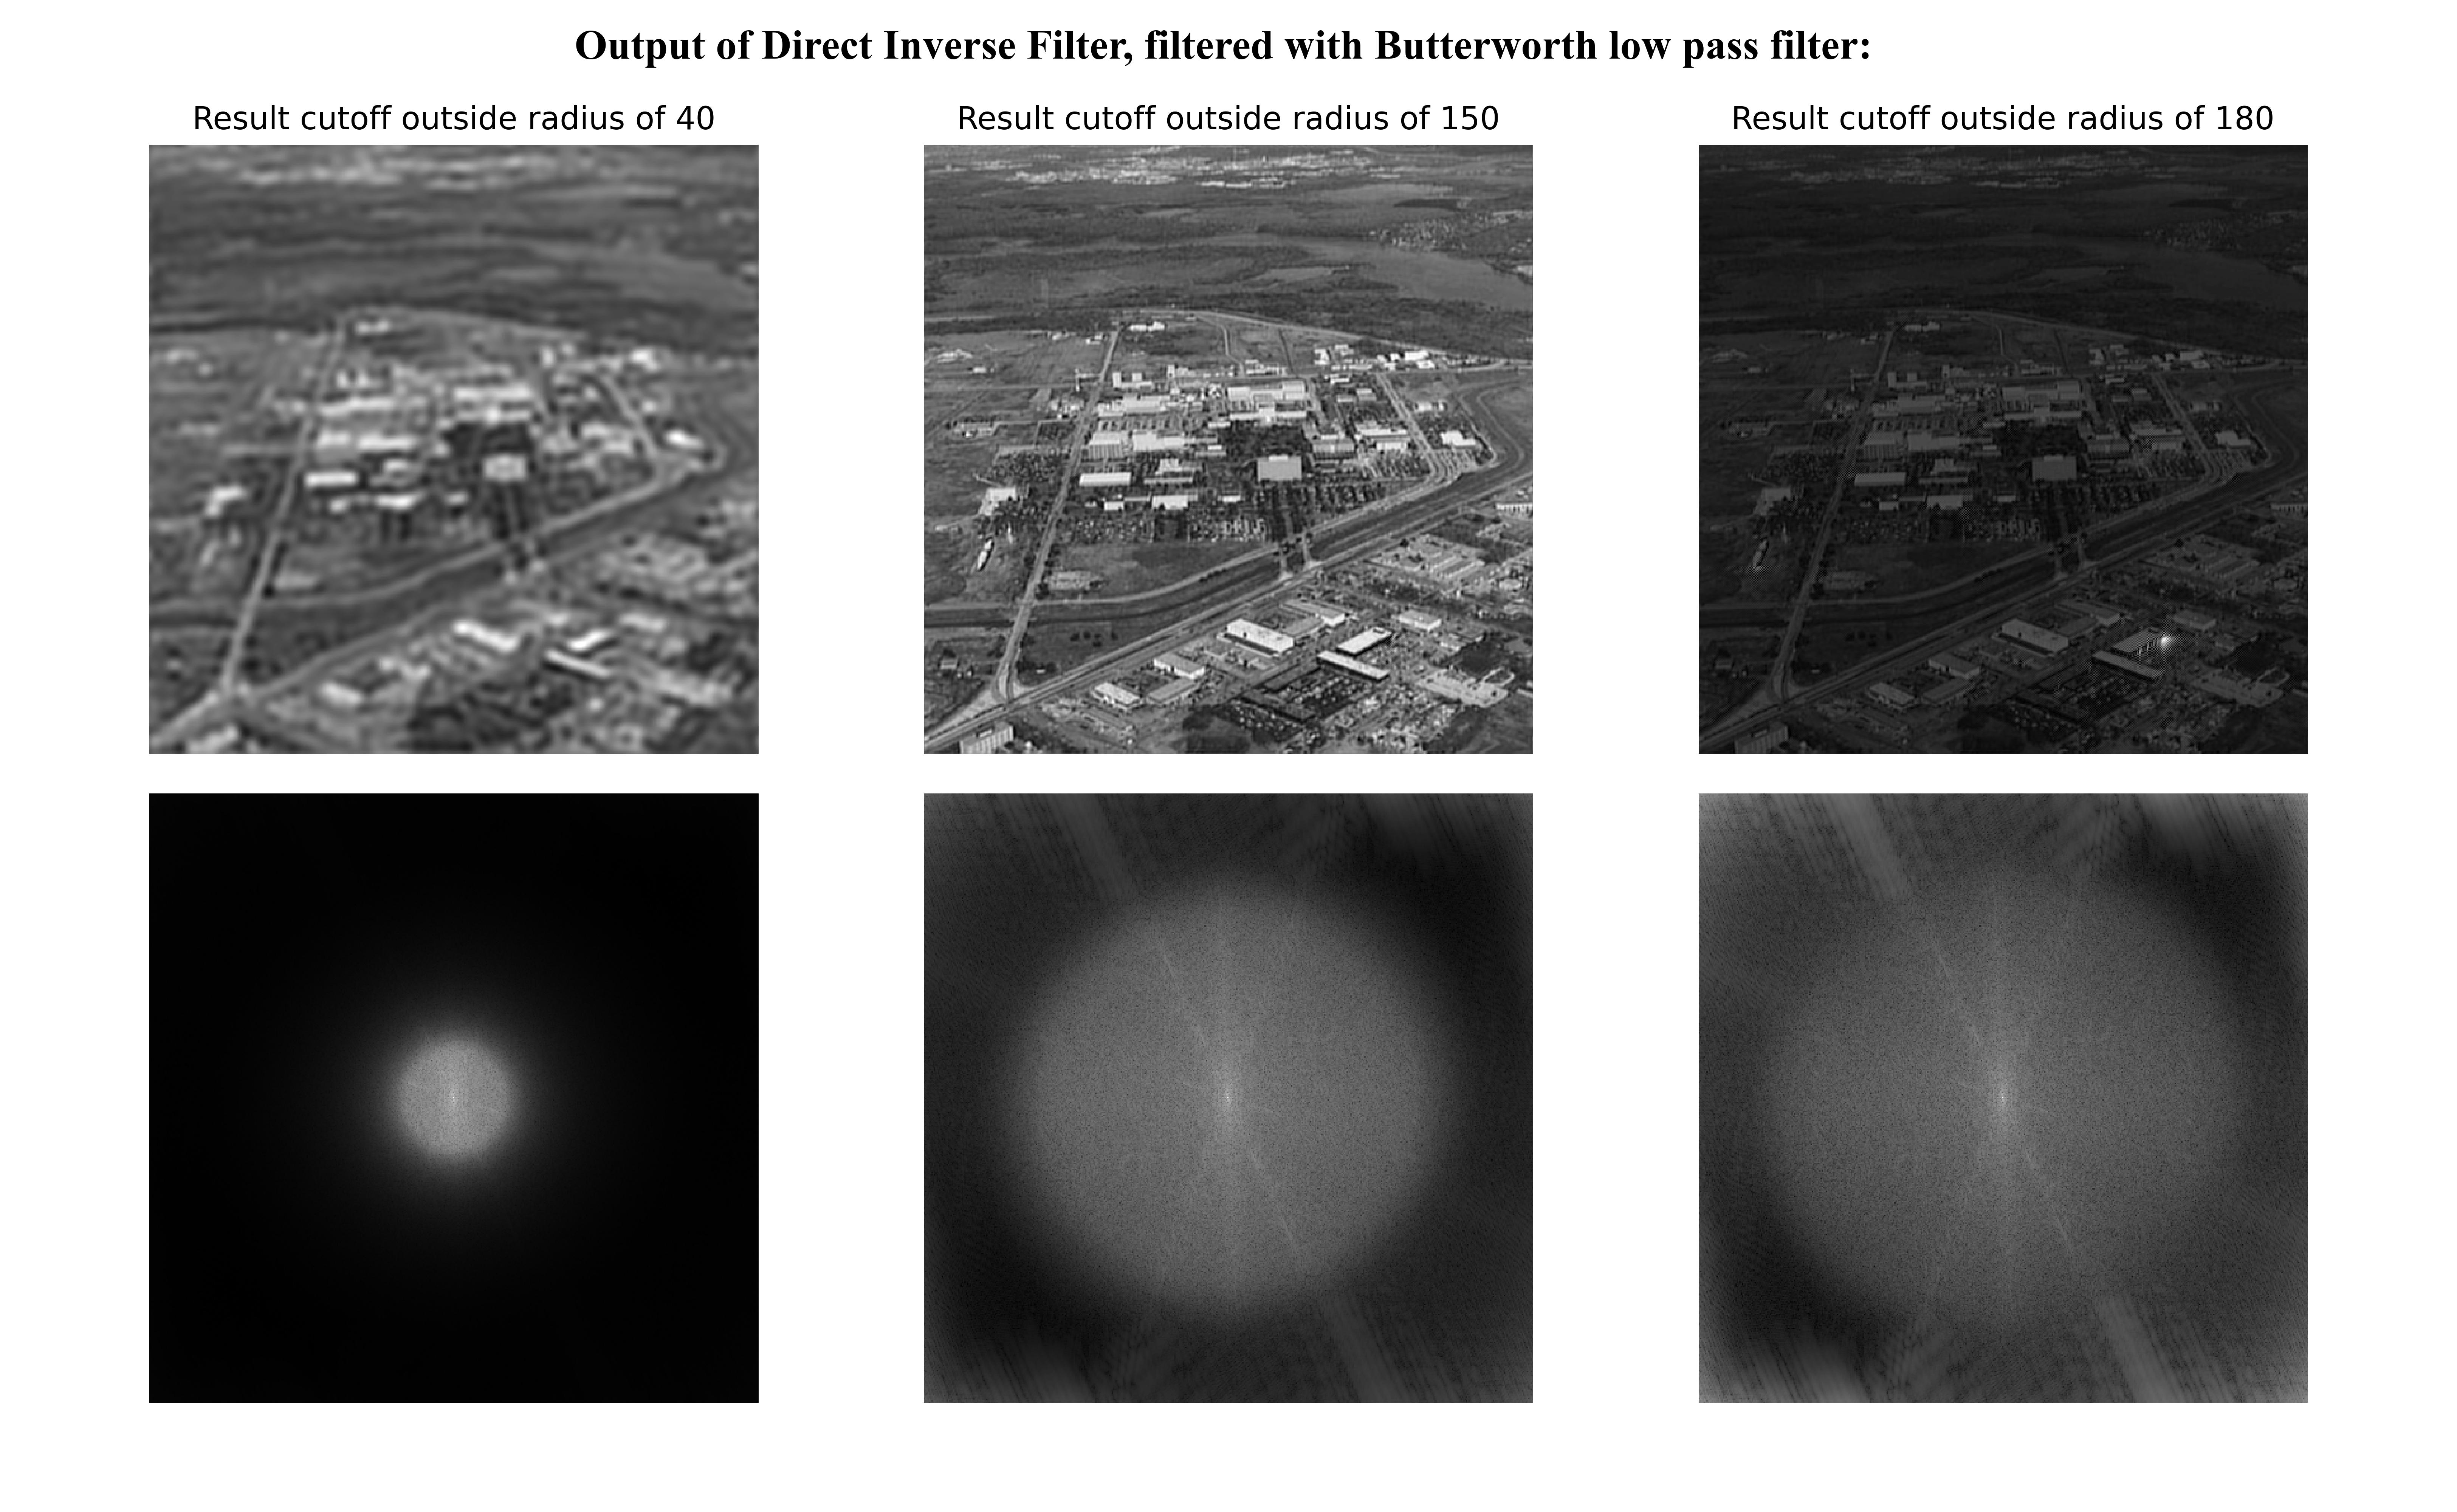 Output of Direct Inverse Filter, filtered with Butterworth low pass filter:
Result cutoff outside radius of 40
Result cutoff outside radius of 150
Result cutoff outside radius of 180